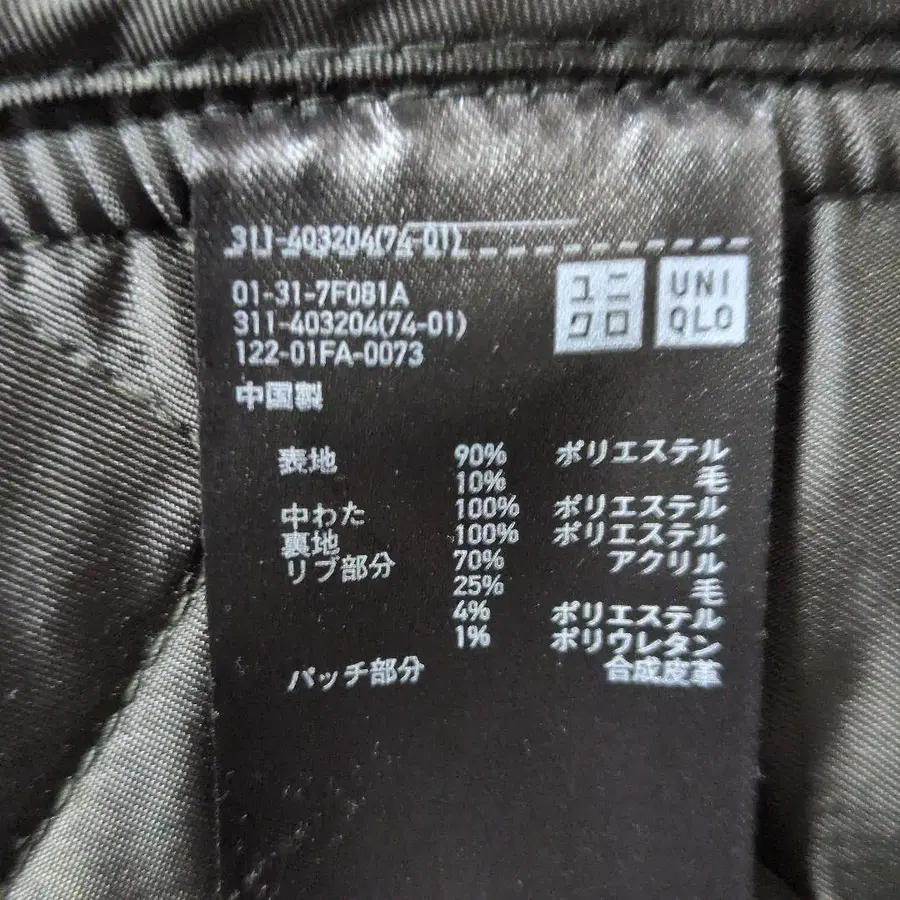 311-403204(74-01)
01-31-7F081A
311-403204(74-01)
122-01FA-0073
ユニクロ
UNIQLO
中国製
表地 90% ポリエステル
10% 毛
中わた 100% ポリエステル
裏地 100% ポリエステル
リブ部分 70% アクリル
25% 毛
4% ポリエステル
1% ポリウレタン
パッチ部分 合成皮革